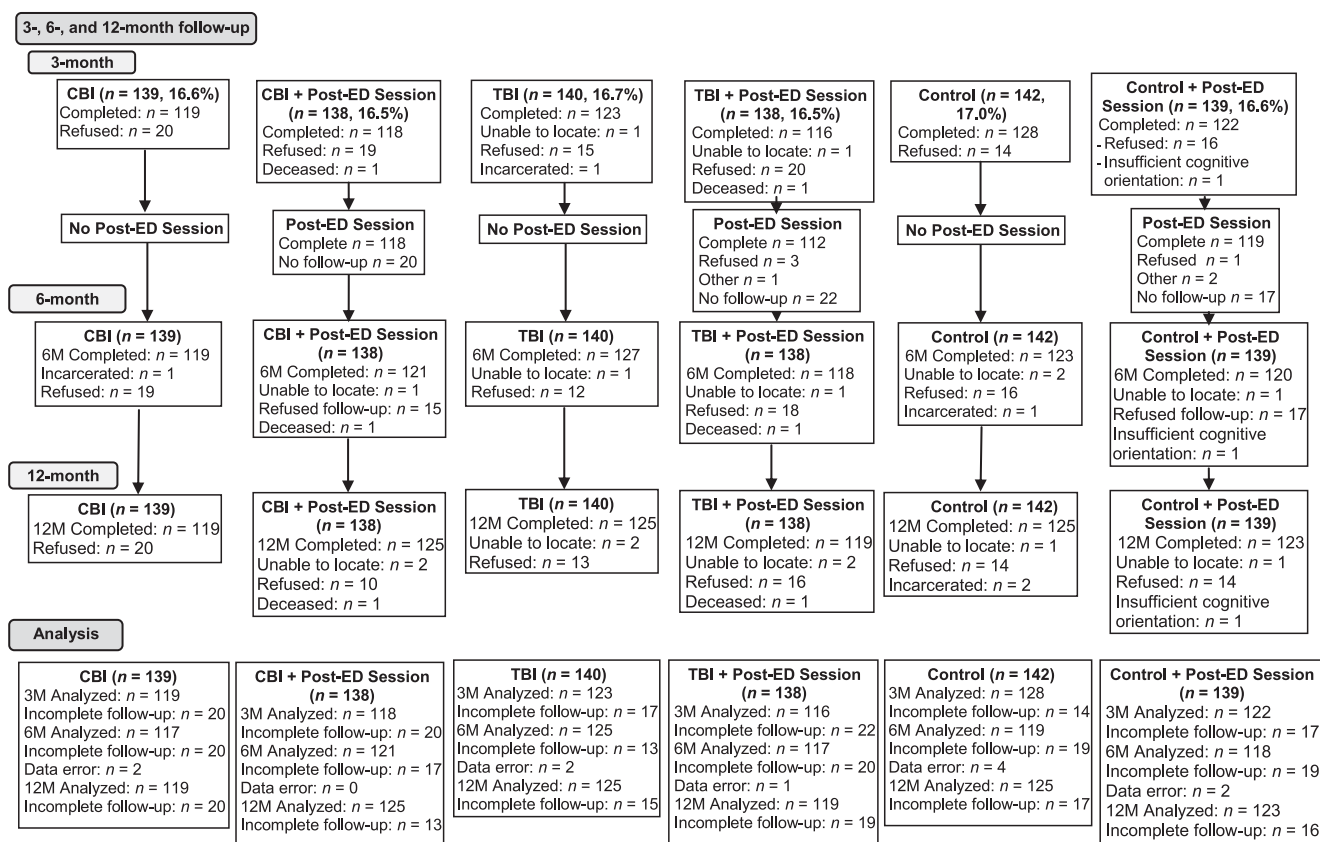 3-, 6-, and 12-month follow-up
3-month
CBI (n = 139, 16.6%)
Completed: n = 119
Refused: n = 20
CBI + Post-ED Session
(n = 138, 16.5%)
Completed: n = 118
Refused: n = 19
Deceased: n = 1
TBI (n = 140, 16.7%)
Completed: n = 123
Unable to locate: n = 1
Refused: n = 15
Incarcerated: = 1
TBI + Post-ED Session
(n = 138, 16.5%)
Completed: n = 116
Unable to locate: n = 1
Refused: n = 20
Deceased: n = 1
Control (n = 142,
17.0%)
Completed: n = 128
Refused: n = 14
Control + Post-ED
Session (n = 139, 16.6%)
Completed: n = 122
- Refused: n = 16
- Insufficient cognitive
orientation: n = 1
No Post-ED Session
Post-ED Session
Complete n = 118
No follow-up n = 20
No Post-ED Session
Post-ED Session
Complete n = 112
Refused n = 3
Other n = 1
No follow-up n = 22
No Post-ED Session
Post-ED Session
Complete n = 119
Refused n = 1
Other n = 2
No follow-up n = 17
6-month
CBI (n = 139)
6M Completed: n = 119
Incarcerated: n = 1
Refused: n = 19
CBI + Post-ED Session
(n = 138)
6M Completed: n = 121
Unable to locate: n = 1
Refused follow-up: n = 15
Deceased: n = 1
TBI (n = 140)
6M Completed: n = 127
Unable to locate: n = 1
Refused: n = 12
TBI + Post-ED Session
(n = 138)
6M Completed: n = 118
Unable to locate: n = 1
Refused: n = 18
Deceased: n = 1
Control (n = 142)
6M Completed: n = 123
Unable to locate: n = 2
Refused: n = 16
Incarcerated: n = 1
Control + Post-ED
Session (n = 139)
6M Completed: n = 120
Unable to locate: n = 1
Refused follow-up: n = 17
Insufficient cognitive
orientation: n = 1
12-month
CBI (n = 139)
12M Completed: n = 119
Refused: n = 20
CBI + Post-ED Session
(n = 138)
12M Completed: n = 125
Unable to locate: n = 2
Refused: n = 10
Deceased: n = 1
TBI (n = 140)
12M Completed: n = 125
Unable to locate: n = 2
Refused: n = 13
TBI + Post-ED Session
(n = 138)
12M Completed: n = 119
Unable to locate: n = 2
Refused: n = 16
Deceased: n = 1
Control (n = 142)
12M Completed: n = 125
Unable to locate: n = 1
Refused: n = 14
Incarcerated: n = 2
Control + Post-ED
Session (n = 139)
12M Completed: n = 123
Unable to locate: n = 1
Refused: n = 14
Insufficient cognitive
orientation: n = 1
Analysis
CBI (n = 139)
3M Analyzed: n = 119
Incomplete follow-up: n = 20
6M Analyzed: n = 117
Incomplete follow-up: n = 20
Data error: n = 2
12M Analyzed: n = 119
Incomplete follow-up: n = 20
CBI + Post-ED Session
(n = 138)
3M Analyzed: n = 118
Incomplete follow-up: n = 20
6M Analyzed: n = 121
Incomplete follow-up: n = 17
Data error: n = 0
12M Analyzed: n = 125
Incomplete follow-up: n = 13
TBI (n = 140)
3M Analyzed: n = 123
Incomplete follow-up: n = 17
6M Analyzed: n = 125
Incomplete follow-up: n = 13
Data error: n = 2
12M Analyzed: n = 125
Incomplete follow-up: n = 15
TBI + Post-ED Session
(n = 138)
3M Analyzed: n = 116
Incomplete follow-up: n = 22
6M Analyzed: n = 117
Incomplete follow-up: n = 20
Data error: n = 1
12M Analyzed: n = 119
Incomplete follow-up: n = 19
Control (n = 142)
3M Analyzed: n = 128
Incomplete follow-up: n = 14
6M Analyzed: n = 119
Incomplete follow-up: n = 19
Data error: n = 4
12M Analyzed: n = 125
Incomplete follow-up: n = 17
Control + Post-ED Session
(n = 139)
3M Analyzed: n = 122
Incomplete follow-up: n = 17
6M Analyzed: n = 118
Incomplete follow-up: n = 19
Data error: n = 2
12M Analyzed: n = 123
Incomplete follow-up: n = 16